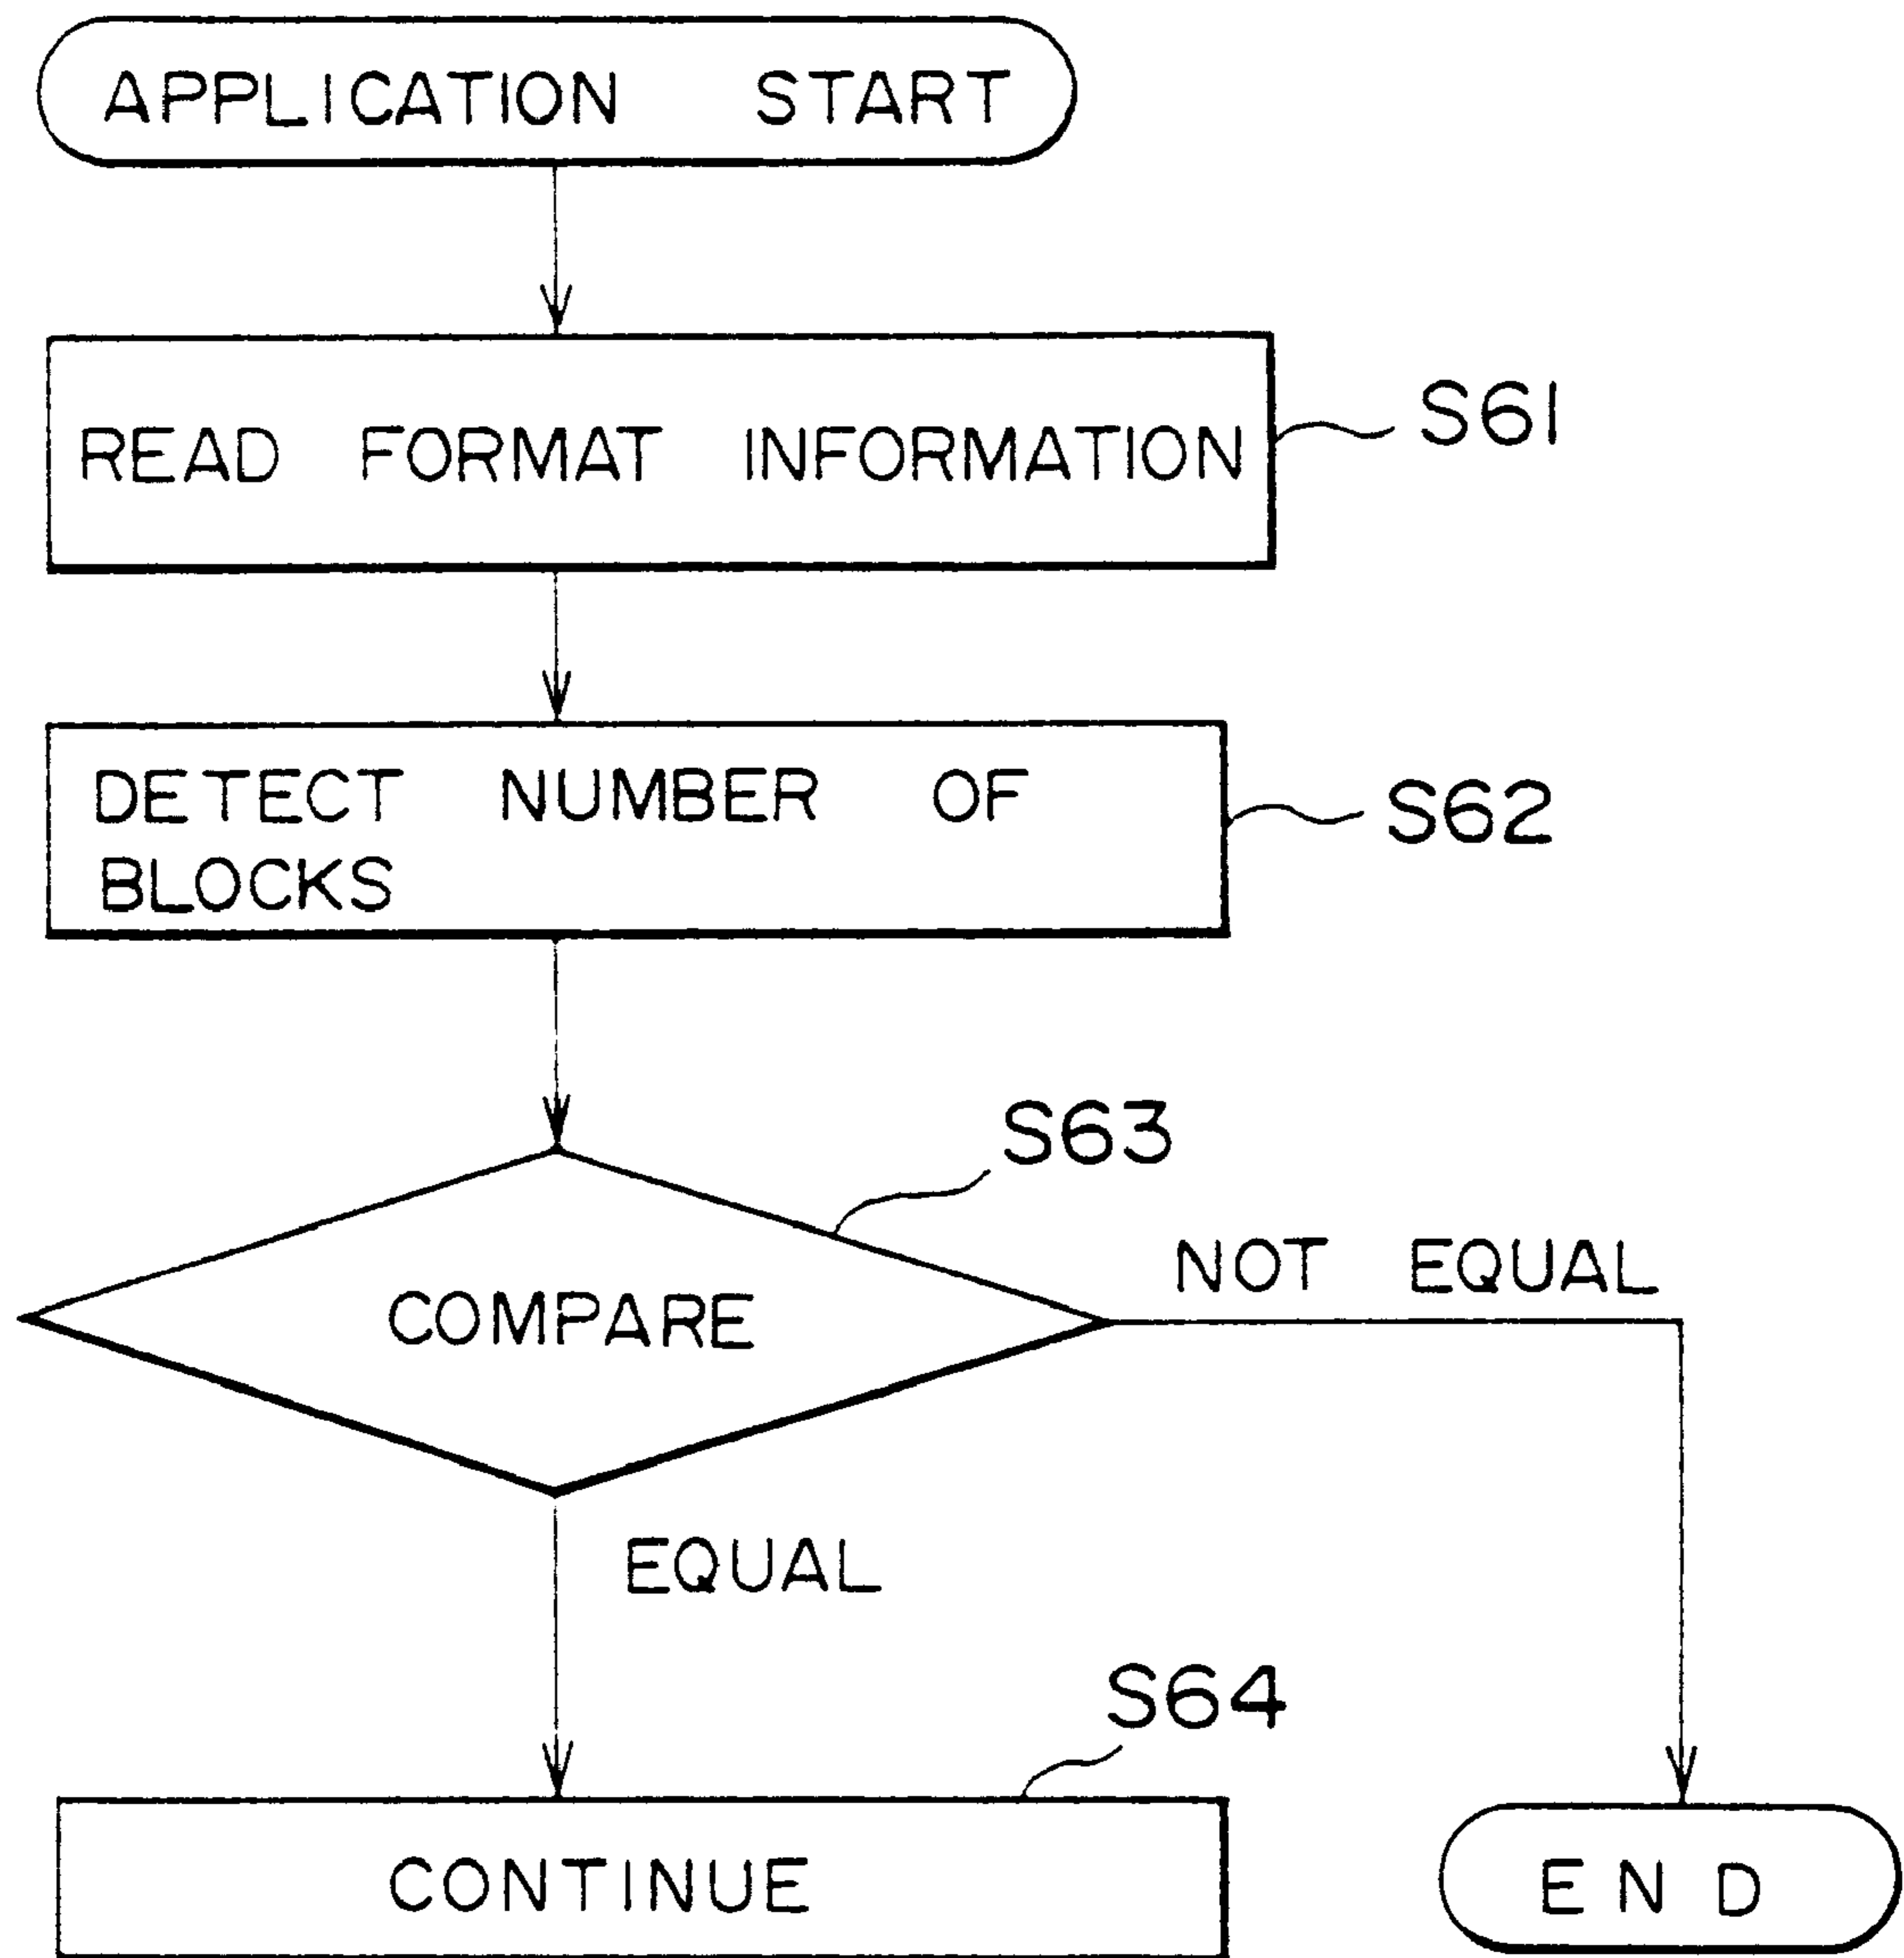 APPLICATION START
READ FORMAT INFORMATION
S61
DETECT NUMBER OF
BLOCKS
S62
S63
COMPARE
NOT EQUAL
EQUAL
S64
CONTINUE
END